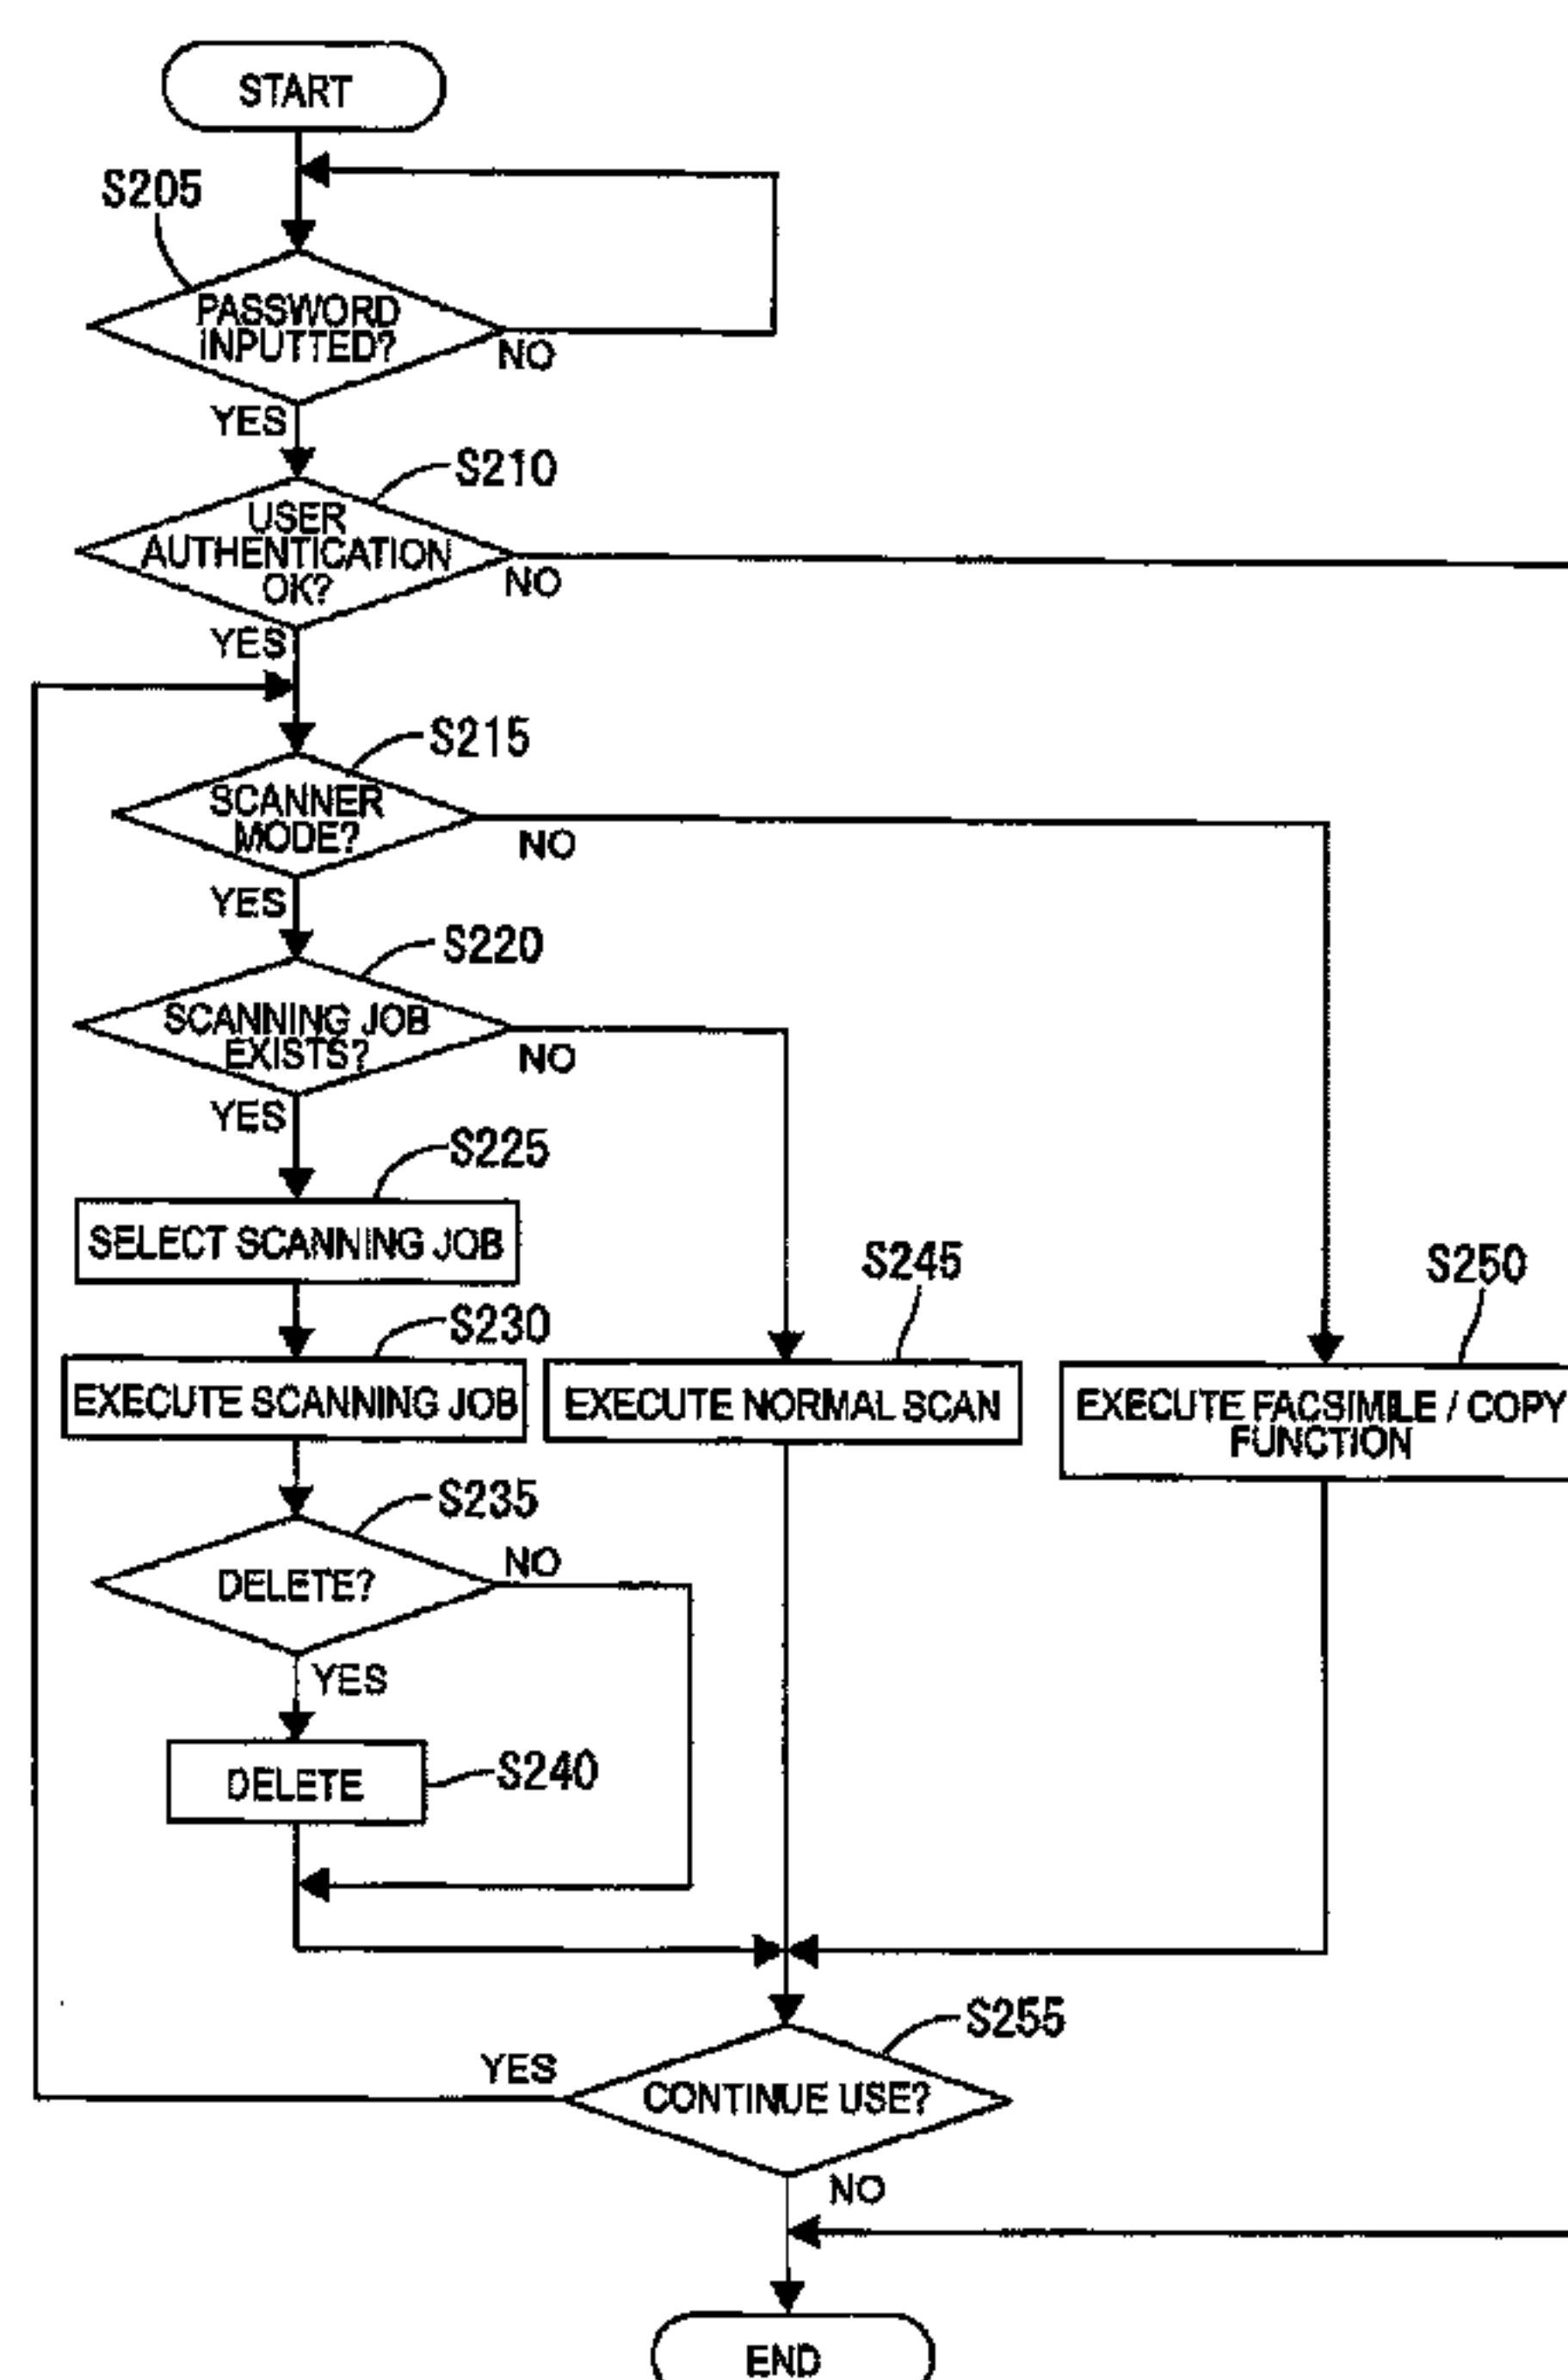 START
S205
PASSWORD
INPUTTED?
NO
YES
S210
USER
AUTHENTICATION
OK?
NO
YES
S215
SCANNER
MODE?
NO
YES
S220
SCANNING JOB
EXISTS?
NO
YES
S225
SELECT SCANNING JOB
S245
S250
S230
EXECUTE SCANNING JOB
EXECUTE NORMAL SCAN
EXECUTE FACSIMILE / COPY
FUNCTION
S235
NO
DELETE?
YES
S240
DELETE
S255
YES
CONTINUE USE?
NO
END